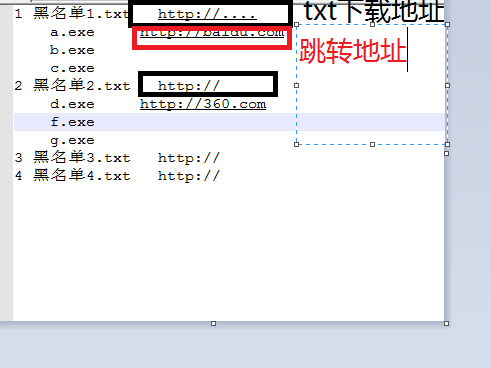 1 黑名单1.txt http://....
txt下载地址
a.exe http://baidu.com
跳转地址
b.exe
c.exe
2 黑名单2.txt http://
d.exe http://360.com
f.exe
g.exe
3 黑名单3.txt http://
4 黑名单4.txt http://